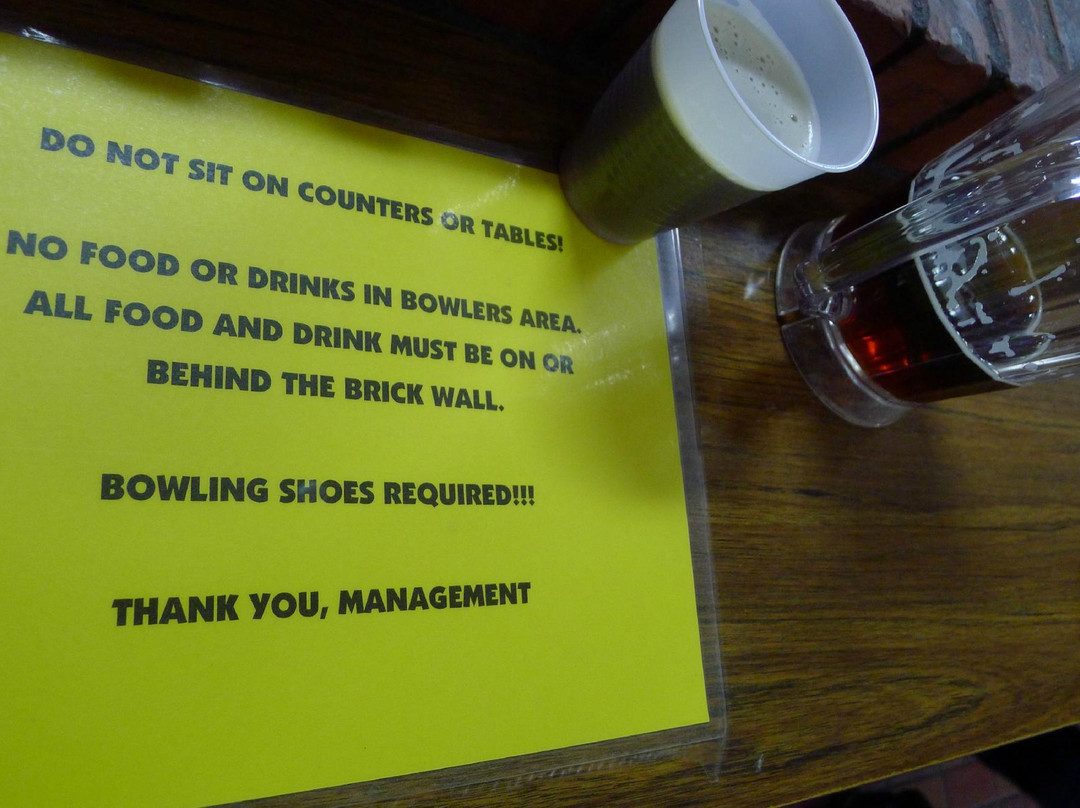 DO NOT SIT ON COUNTERS OR TABLES!
NO FOOD OR DRINKS IN BOWLERS AREA.
ALL FOOD AND DRINK MUST BE ON OR
BEHIND THE BRICK WALL.
BOWLING SHOES REQUIRED!!!
THANK YOU, MANAGEMENT